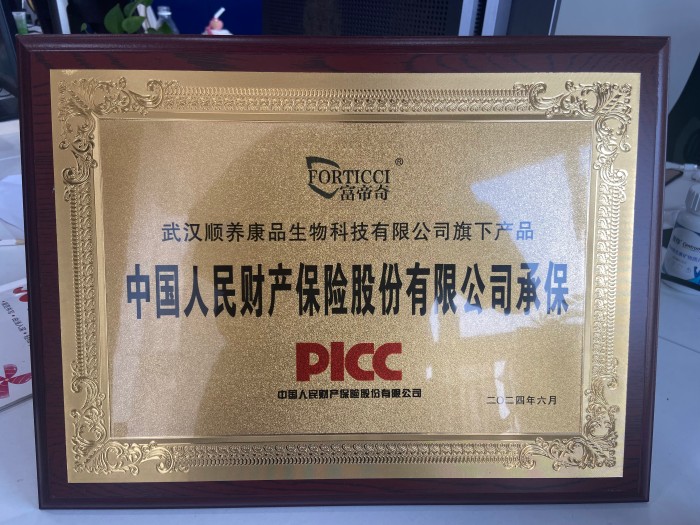 FORTICCI®
富帝奇
武汉顺养康品生物科技有限公司旗下产品
中国人民财产保险股份有限公司承保
PICC
中国人民财产保险股份有限公司
二〇二四年六月